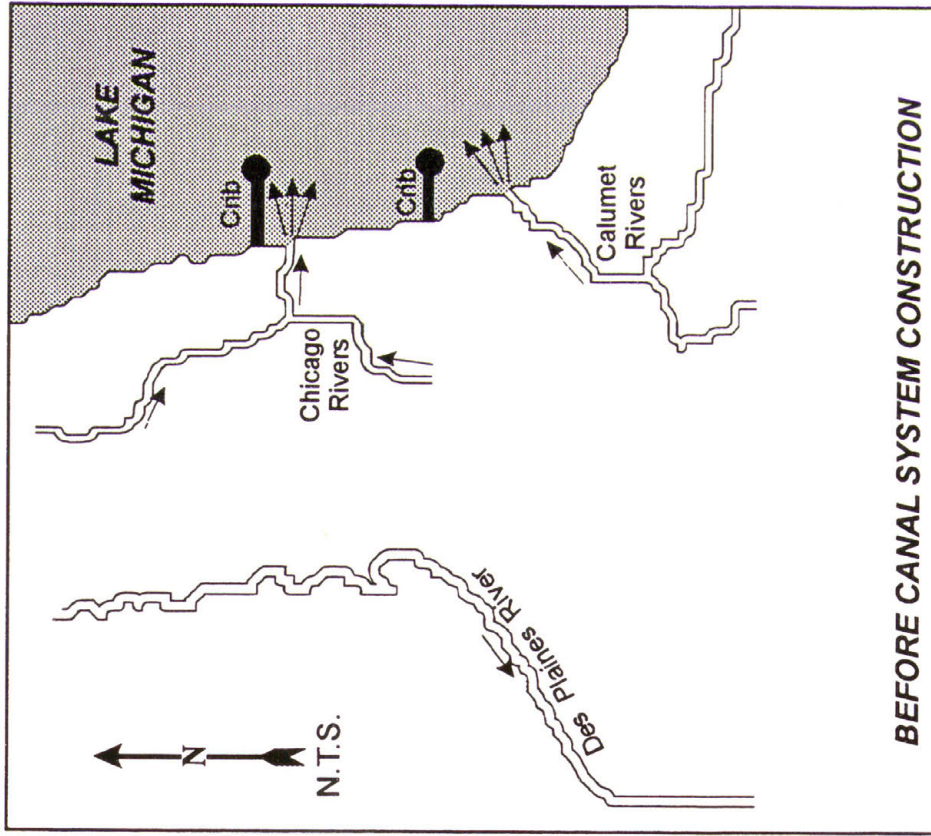 LAKE
MICHIGAN
Crib
Crib
Chicago
Rivers
Calumet
Rivers
Des Plaines River
N
N.T.S.
BEFORE CANAL SYSTEM CONSTRUCTION